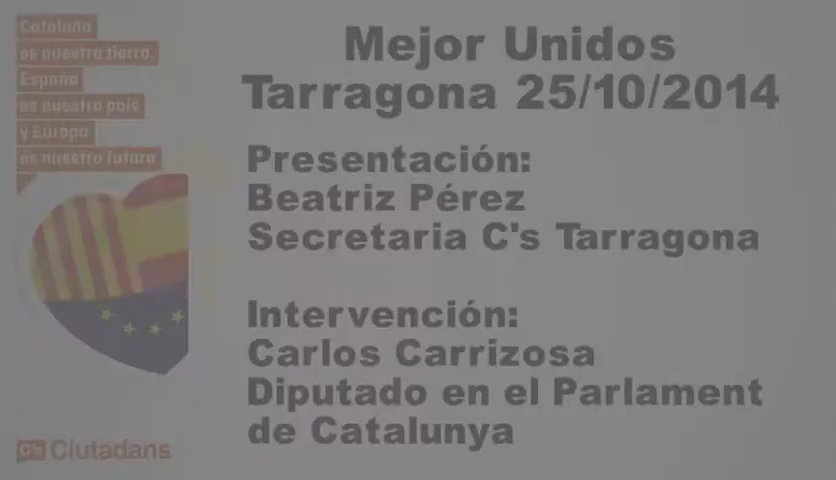 Cataluña
es nuestra tierra,
España
es nuestro país
y Europa
es nuestro futuro
Mejor Unidos
Tarragona 25/10/2014
Presentación:
Beatriz Pérez
Secretaria C's Tarragona
Intervención:
Carlos Carrizosa
Diputado en el Parlament
de Catalunya
C's Ciutadans